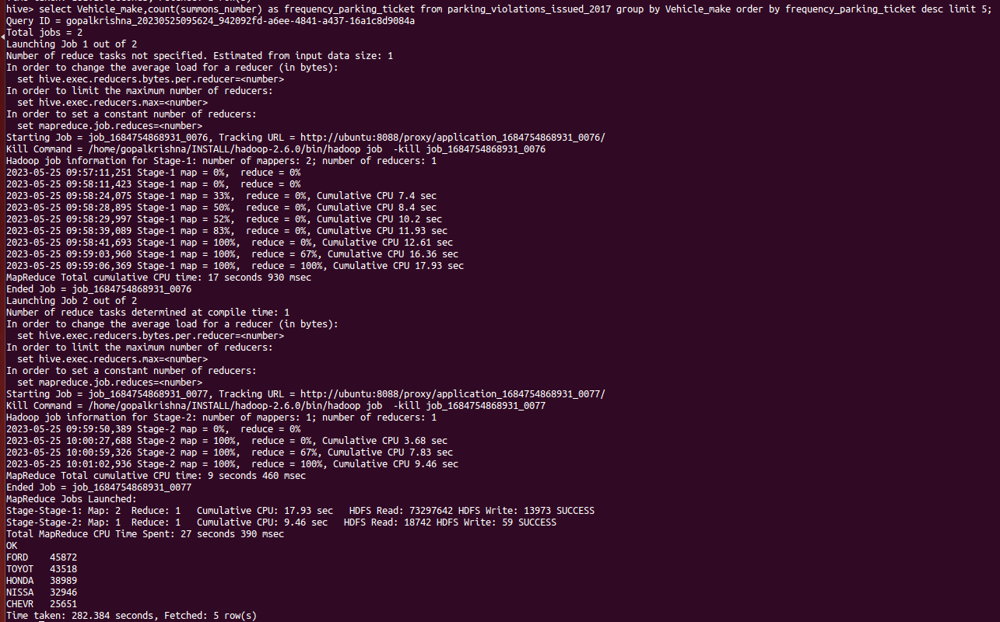 hive> select Vehicle_make,count(summons_number) as frequency_parking_ticket from parking_violations_issued_2017 group by Vehicle_make order by frequency_parking_ticket desc limit 5;
Query ID = gopalkrishna_20230525095624_942092fd-a6ee-4841-a437-16a1c8d9084a
Total jobs = 2
Launching Job 1 out of 2
Number of reduce tasks not specified. Estimated from input data size: 1
In order to change the average load for a reducer (in bytes):
  set hive.exec.reducers.bytes.per.reducer=<number>
In order to limit the maximum number of reducers:
  set hive.exec.reducers.max=<number>
In order to set a constant number of reducers:
  set mapreduce.job.reduces=<number>
Starting Job = job_1684754868931_0076, Tracking URL = http://ubuntu:8088/proxy/application_1684754868931_0076/
Kill Command = /home/gopalkrishna/INSTALL/hadoop-2.6.0/bin/hadoop job  -kill job_1684754868931_0076
Hadoop job information for Stage-1: number of mappers: 2; number of reducers: 1
2023-05-25 09:57:11,251 Stage-1 map = 0%,  reduce = 0%
2023-05-25 09:58:11,423 Stage-1 map = 0%,  reduce = 0%
2023-05-25 09:58:24,075 Stage-1 map = 33%,  reduce = 0%, Cumulative CPU 7.4 sec
2023-05-25 09:58:28,895 Stage-1 map = 50%,  reduce = 0%, Cumulative CPU 8.4 sec
2023-05-25 09:58:29,997 Stage-1 map = 52%,  reduce = 0%, Cumulative CPU 10.2 sec
2023-05-25 09:58:39,089 Stage-1 map = 83%,  reduce = 0%, Cumulative CPU 11.93 sec
2023-05-25 09:58:41,693 Stage-1 map = 100%,  reduce = 0%, Cumulative CPU 12.61 sec
2023-05-25 09:59:03,960 Stage-1 map = 100%,  reduce = 67%, Cumulative CPU 16.36 sec
2023-05-25 09:59:06,369 Stage-1 map = 100%,  reduce = 100%, Cumulative CPU 17.93 sec
MapReduce Total cumulative CPU time: 17 seconds 930 msec
Ended Job = job_1684754868931_0076
Launching Job 2 out of 2
Number of reduce tasks determined at compile time: 1
In order to change the average load for a reducer (in bytes):
  set hive.exec.reducers.bytes.per.reducer=<number>
In order to limit the maximum number of reducers:
  set hive.exec.reducers.max=<number>
In order to set a constant number of reducers:
  set mapreduce.job.reduces=<number>
Starting Job = job_1684754868931_0077, Tracking URL = http://ubuntu:8088/proxy/application_1684754868931_0077/
Kill Command = /home/gopalkrishna/INSTALL/hadoop-2.6.0/bin/hadoop job  -kill job_1684754868931_0077
Hadoop job information for Stage-2: number of mappers: 1; number of reducers: 1
2023-05-25 09:59:50,389 Stage-2 map = 0%,  reduce = 0%
2023-05-25 10:00:27,688 Stage-2 map = 100%,  reduce = 0%, Cumulative CPU 3.68 sec
2023-05-25 10:00:59,326 Stage-2 map = 100%,  reduce = 67%, Cumulative CPU 7.83 sec
2023-05-25 10:01:02,936 Stage-2 map = 100%,  reduce = 100%, Cumulative CPU 9.46 sec
MapReduce Total cumulative CPU time: 9 seconds 460 msec
Ended Job = job_1684754868931_0077
MapReduce Jobs Launched:
Stage-Stage-1: Map: 2  Reduce: 1   Cumulative CPU: 17.93 sec   HDFS Read: 73297642 HDFS Write: 13973 SUCCESS
Stage-Stage-2: Map: 1  Reduce: 1   Cumulative CPU: 9.46 sec   HDFS Read: 18742 HDFS Write: 59 SUCCESS
Total MapReduce CPU Time Spent: 27 seconds 390 msec
OK
FORD    45872
TOYOT   43518
HONDA   38989
NISSA   32946
CHEVR   25651
Time taken: 282.384 seconds, Fetched: 5 row(s)